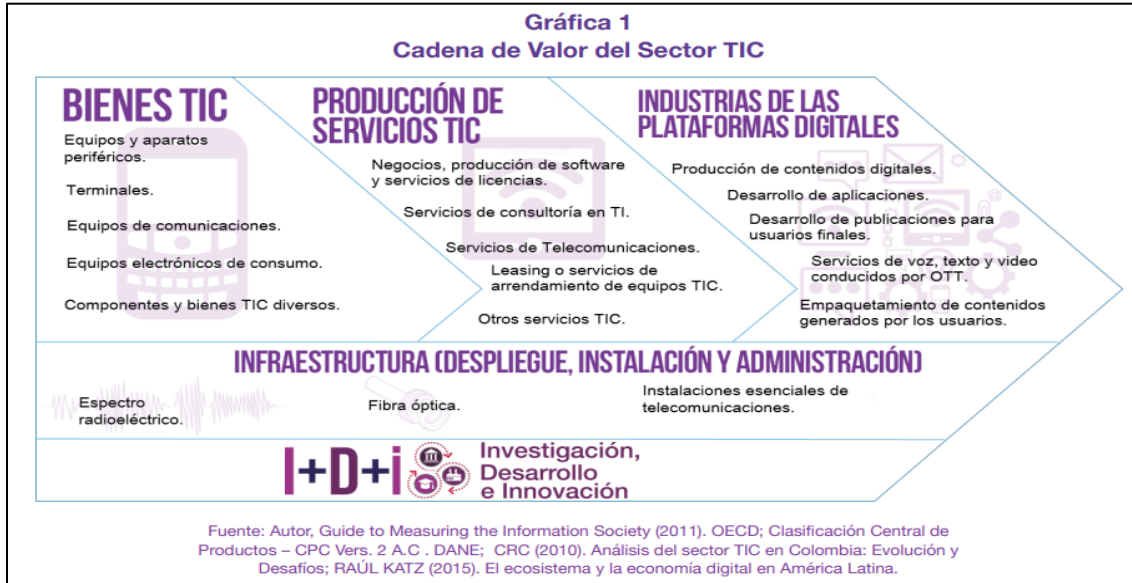 Gráfica 1
Cadena de Valor del Sector TIC
BIENES TIC
Equipos y aparatos
periféricos.
Terminales.
Equipos de comunicaciones.
Equipos electrónicos de consumo.
Componentes y bienes TIC diversos.
PRODUCCIÓN DE
SERVICIOS TIC
Negocios, producción de software
y servicios de licencias.
Servicios de consultoría en TI.
Servicios de Telecomunicaciones.
Leasing o servicios de
arrendamiento de equipos TIC.
Otros servicios TIC.
INDUSTRIAS DE LAS
PLATAFORMAS DIGITALES
Producción de contenidos digitales.
Desarrollo de aplicaciones.
Desarrollo de publicaciones para
usuarios finales.
Servicios de voz, texto y video
conducidos por OTT.
Empaquetamiento de contenidos
generados por los usuarios.
INFRAESTRUCTURA (DESPLIEGUE, INSTALACIÓN Y ADMINISTRACIÓN)
Espectro
radioeléctrico.
Fibra óptica.
Instalaciones esenciales de
telecomunicaciones.
I+D+i
Investigación,
Desarrollo
e Innovación
Fuente: Autor, Guide to Measuring the Information Society (2011). OECD; Clasificación Central de
Productos – CPC Vers. 2 A.C . DANE; CRC (2010). Análisis del sector TIC en Colombia: Evolución y
Desafíos; RAÚL KATZ (2015). El ecosistema y la economía digital en América Latina.